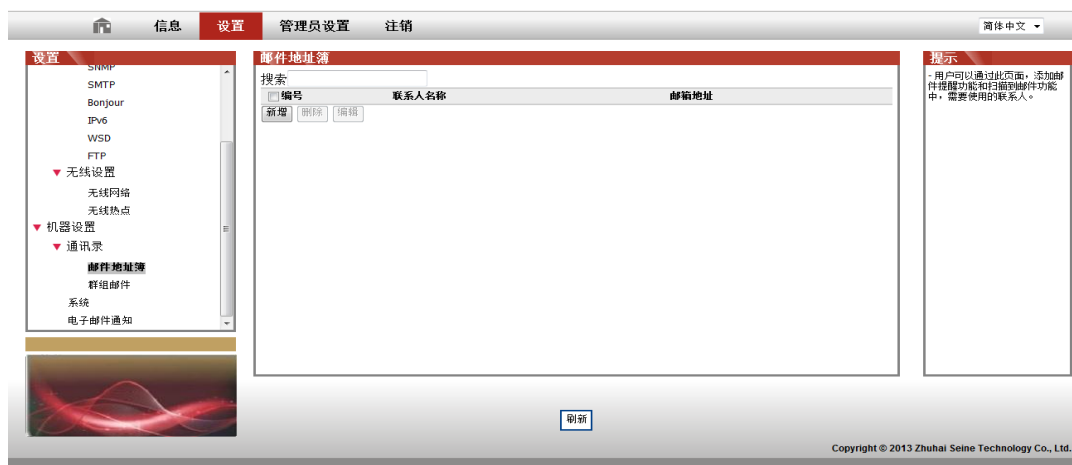 信息 设置 管理员设置 注销 简体中文
设置
SNMP
SMTP
Bonjour
IPv6
WSD
FTP
无线设置
无线网络
无线热点
机器设置
通讯录
邮件地址簿
群组邮件
系统
电子邮件通知
邮件地址簿
搜索
编号 联系人名称 邮箱地址
新增 删除 编辑
提示
- 用户可以通过此页面，添加邮
件提醒功能和扫描到邮件功能
中，需要使用的联系人。
刷新
Copyright © 2013 Zhuhai Seine Technology Co., Ltd.